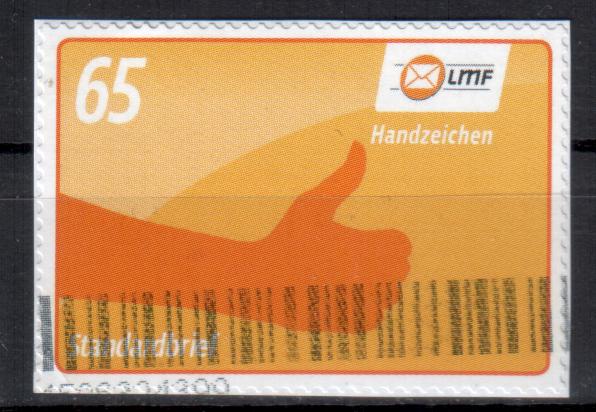 65
LMF
Handzeichen
Standardbrief